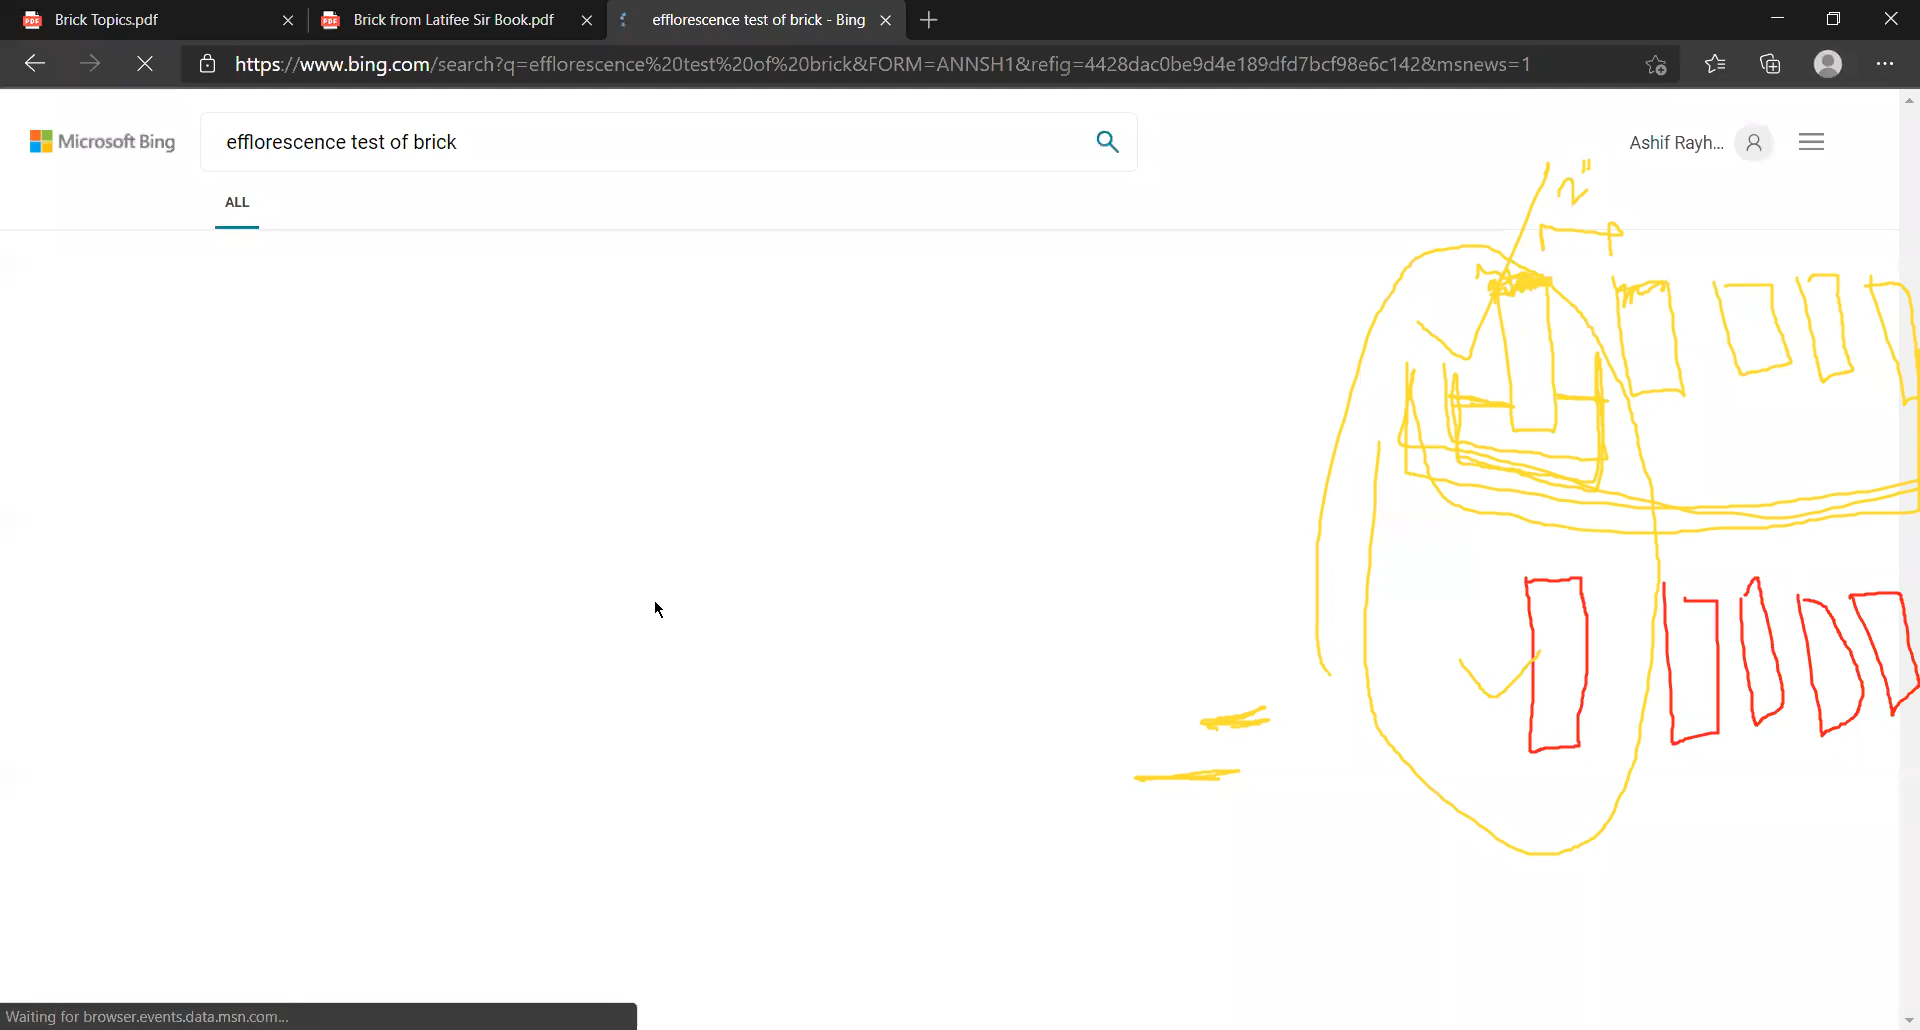 Brick Topics.pdf
Brick from Latifee Sir Book.pdf
efflorescence test of brick - Bing
https://www.bing.com/search?q=efflorescence%20test%20of%20brick&FORM=ANNSH1&refig=4428dac0be9d4e189dfd7bcf98e6c142&msnews=1
Microsoft Bing
efflorescence test of brick
Ashif Rayh...
ALL
2"
Waiting for browser.events.data.msn.com...